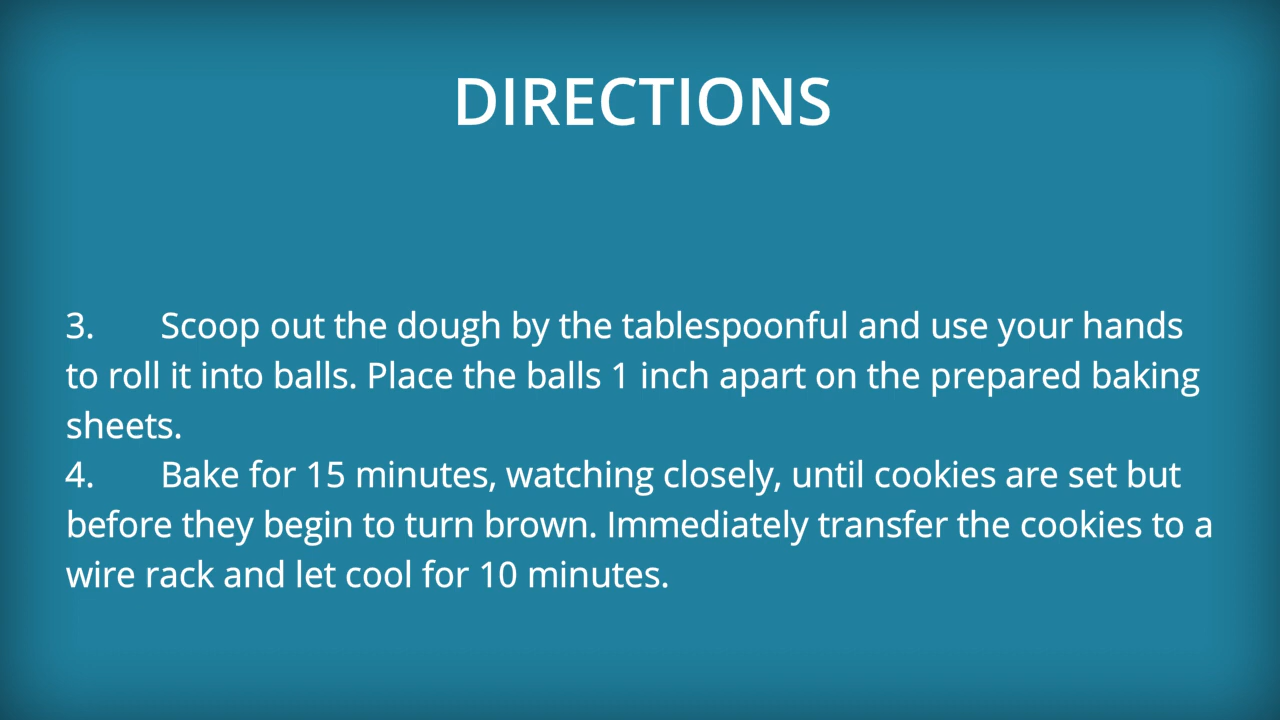 DIRECTIONS
3. Scoop out the dough by the tablespoonful and use your hands
to roll it into balls. Place the balls 1 inch apart on the prepared baking
sheets.
4. Bake for 15 minutes, watching closely, until cookies are set but
before they begin to turn brown. Immediately transfer the cookies to a
wire rack and let cool for 10 minutes.